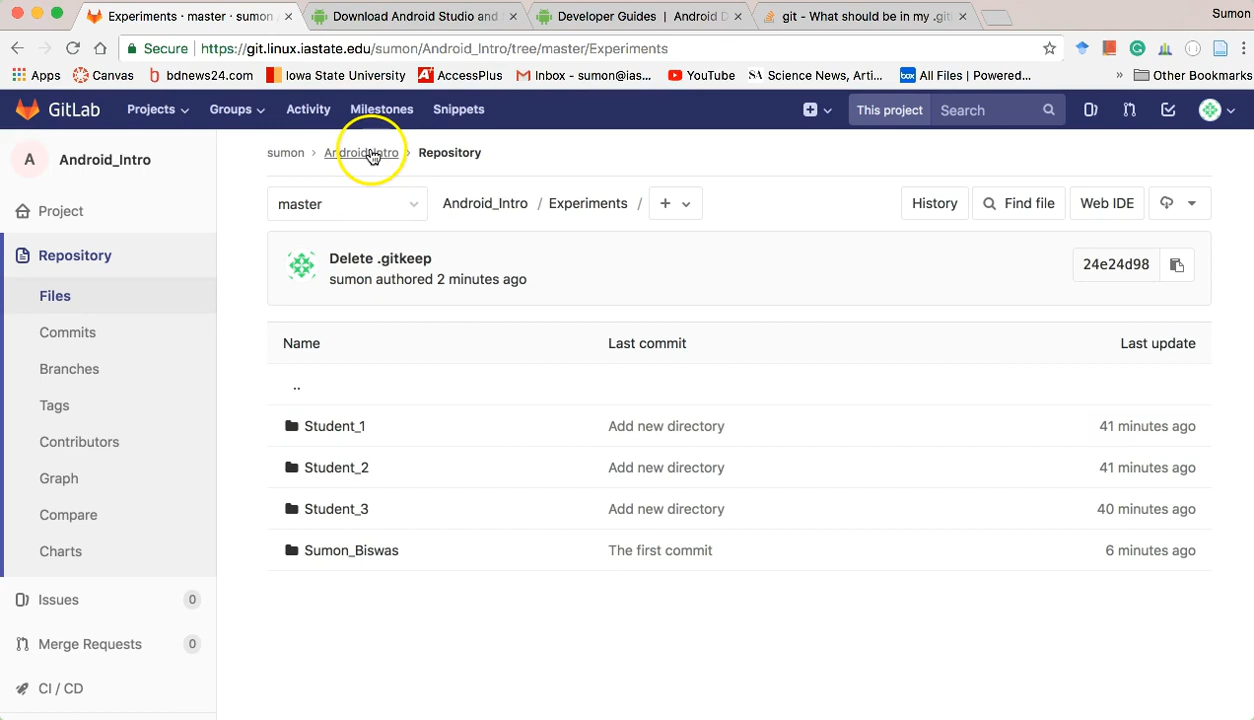 Experiments · master · sumon
Download Android Studio and
Developer Guides | Android D
git - What should be in my .git
Sumon
Secure https://git.linux.iastate.edu/sumon/Android_Intro/tree/master/Experiments
Apps Canvas bdnews24.com Iowa State University AccessPlus Inbox - sumon@ias... YouTube SA Science News, Arti... box All Files | Powered... » Other Bookmarks
GitLab Projects Groups Activity Milestones Snippets This project Search
A Android_Intro
sumon > Android_Intro > Repository
Project
Repository
Files
Commits
Branches
Tags
Contributors
Graph
Compare
Charts
Issues 0
Merge Requests 0
CI / CD
master Android_Intro / Experiments / + History Find file Web IDE
Delete .gitkeep
sumon authored 2 minutes ago
24e24d98
Name Last commit Last update
..
Student_1 Add new directory 41 minutes ago
Student_2 Add new directory 41 minutes ago
Student_3 Add new directory 40 minutes ago
Sumon_Biswas The first commit 6 minutes ago